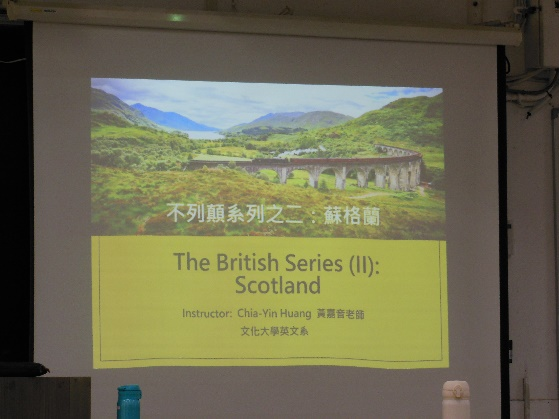 不列顛系列之二：蘇格蘭
The British Series (II):
Scotland
Instructor: Chia-Yin Huang 黃嘉音老師
文化大學英文系